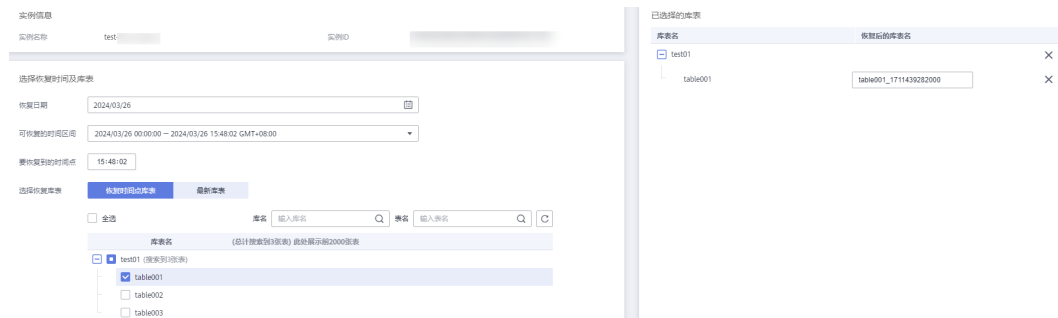 实例信息
实例名称 test- 实例ID
选择恢复时间及库表
恢复日期 2024/03/26
可恢复的时间区间 2024/03/26 00:00:00 — 2024/03/26 15:48:02 GMT+08:00
要恢复到的时间点 15:48:02
选择恢复库表 恢复时间点库表 最新库表
全选 库名 输入库名 表名 输入表名
库表名 (总计搜索到3张表) 此处展示前2000张表
test01 (搜索到3张表)
table001
table002
table003
已选择的库表
库表名 恢复后的库表名
test01
table001 table001_1711439282000